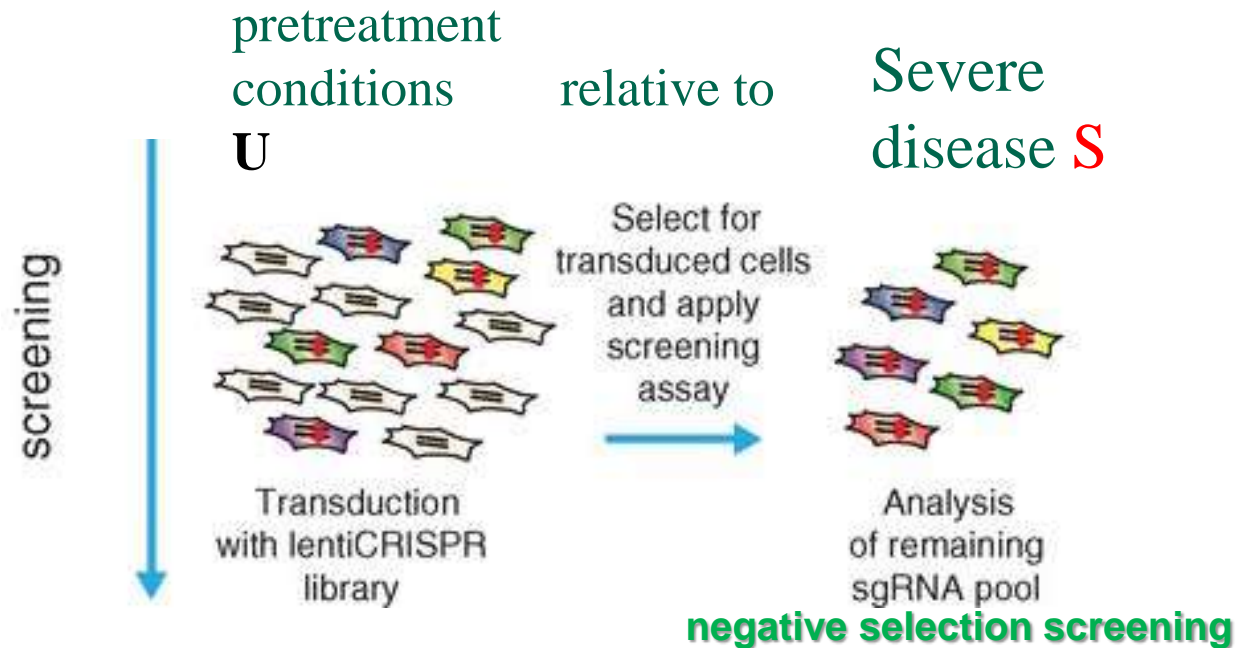 pretreatment
conditions
U
relative to
Severe
disease S
screening
Select for
transduced cells
and apply
screening
assay
Transduction
with lentiCRISPR
library
Analysis
of remaining
sgRNA pool
negative selection screening